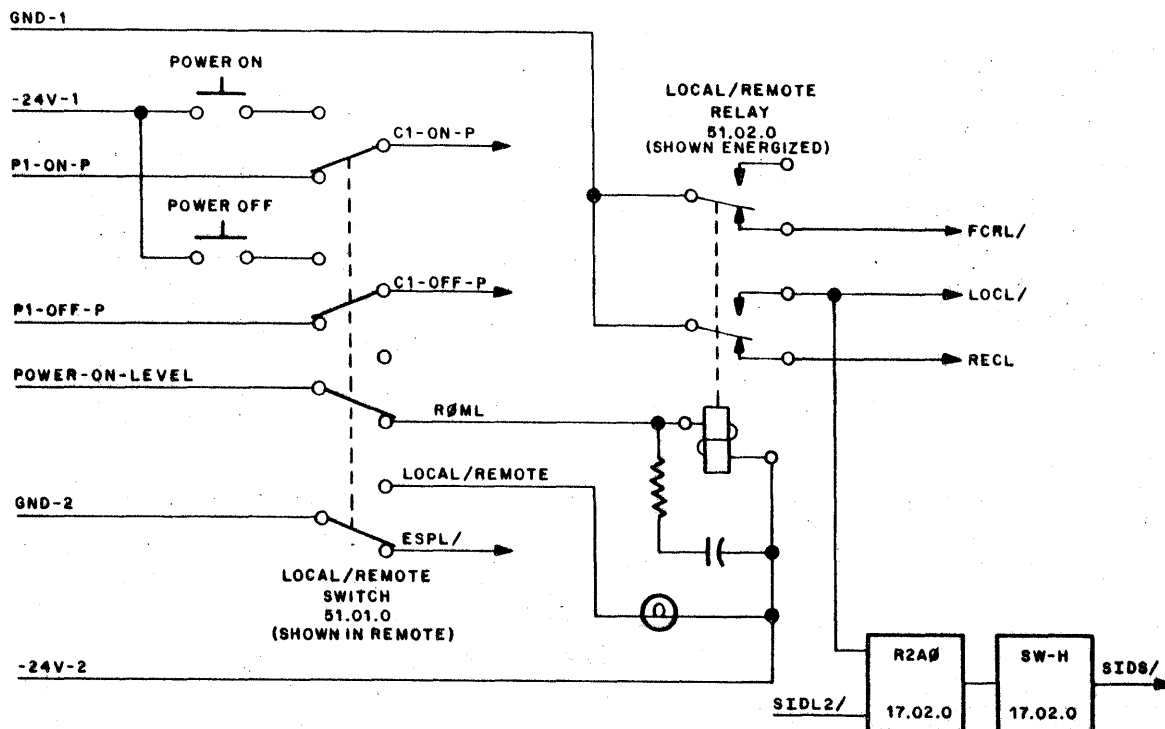 GND-1
POWER ON
-24V-1
C1-ON-P
P1-ON-P
POWER OFF
C1-OFF-P
P1-OFF-P
POWER-ON-LEVEL
RØML
LOCAL/REMOTE
GND-2
ESPL/
LOCAL/REMOTE
SWITCH
51.01.0
(SHOWN IN REMOTE)
-24V-2
LOCAL/REMOTE
RELAY
51.02.0
(SHOWN ENERGIZED)
FCRL/
LOCL/
RECL
R2AØ
17.02.0
SW-H
17.02.0
SIDS/
SIDL2/